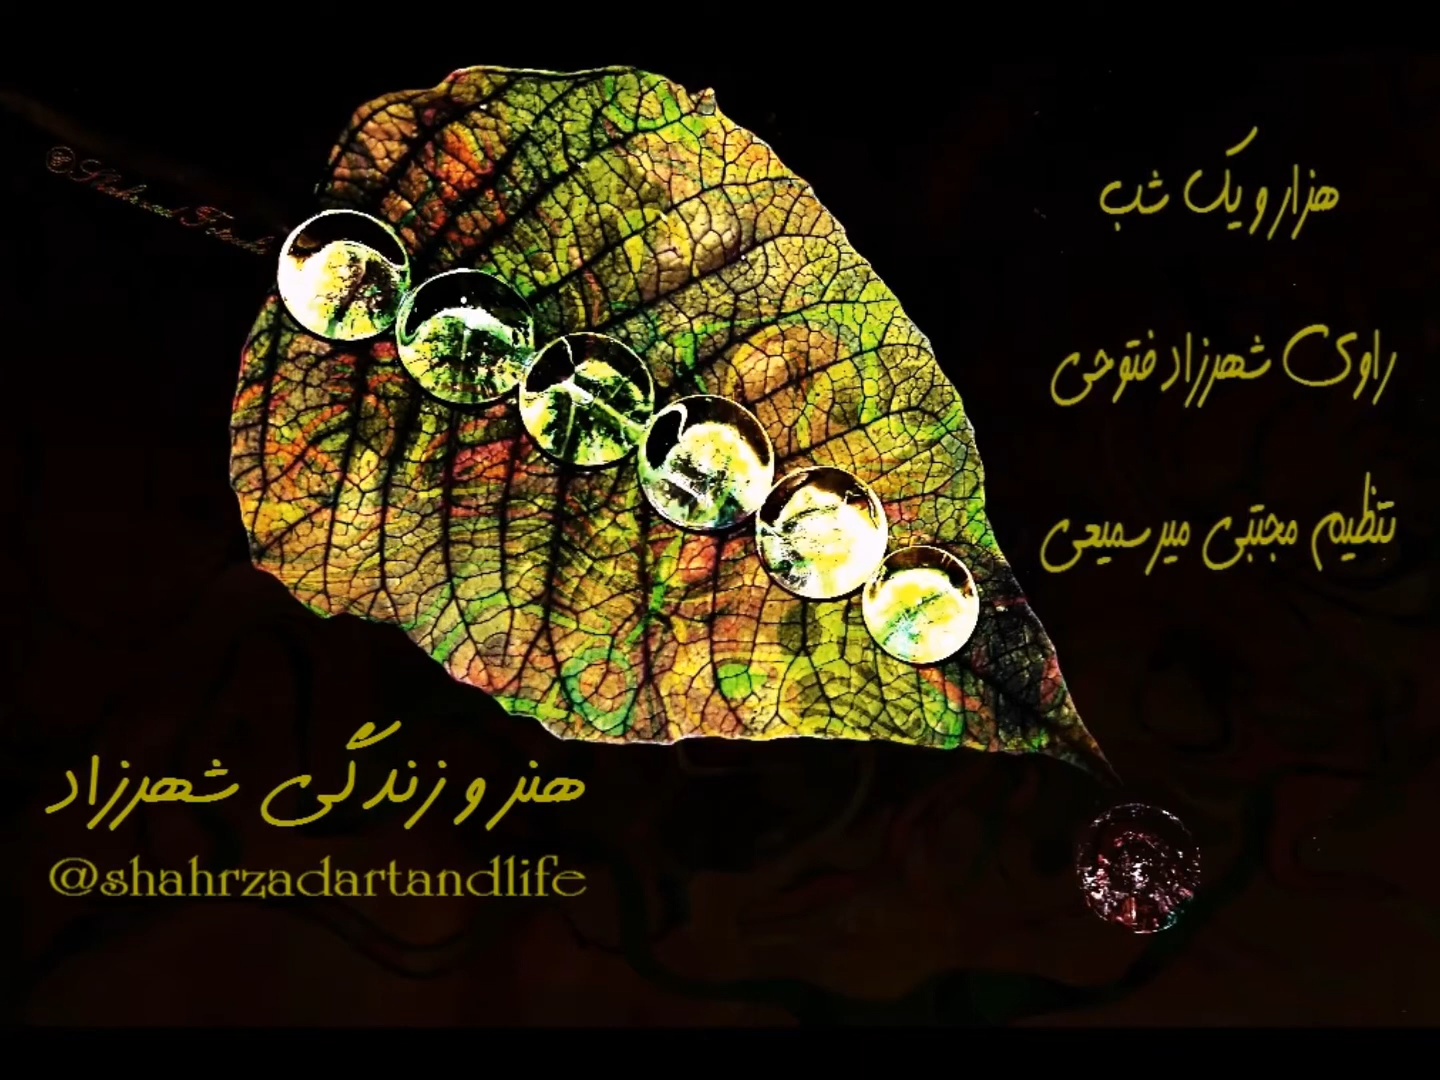 هزار و یک شب
راوی شهرزاد فتوحی
تنظیم مجتبی میرسمیعی
هنر و زندگی شهرزاد
@shahrzadartandlife